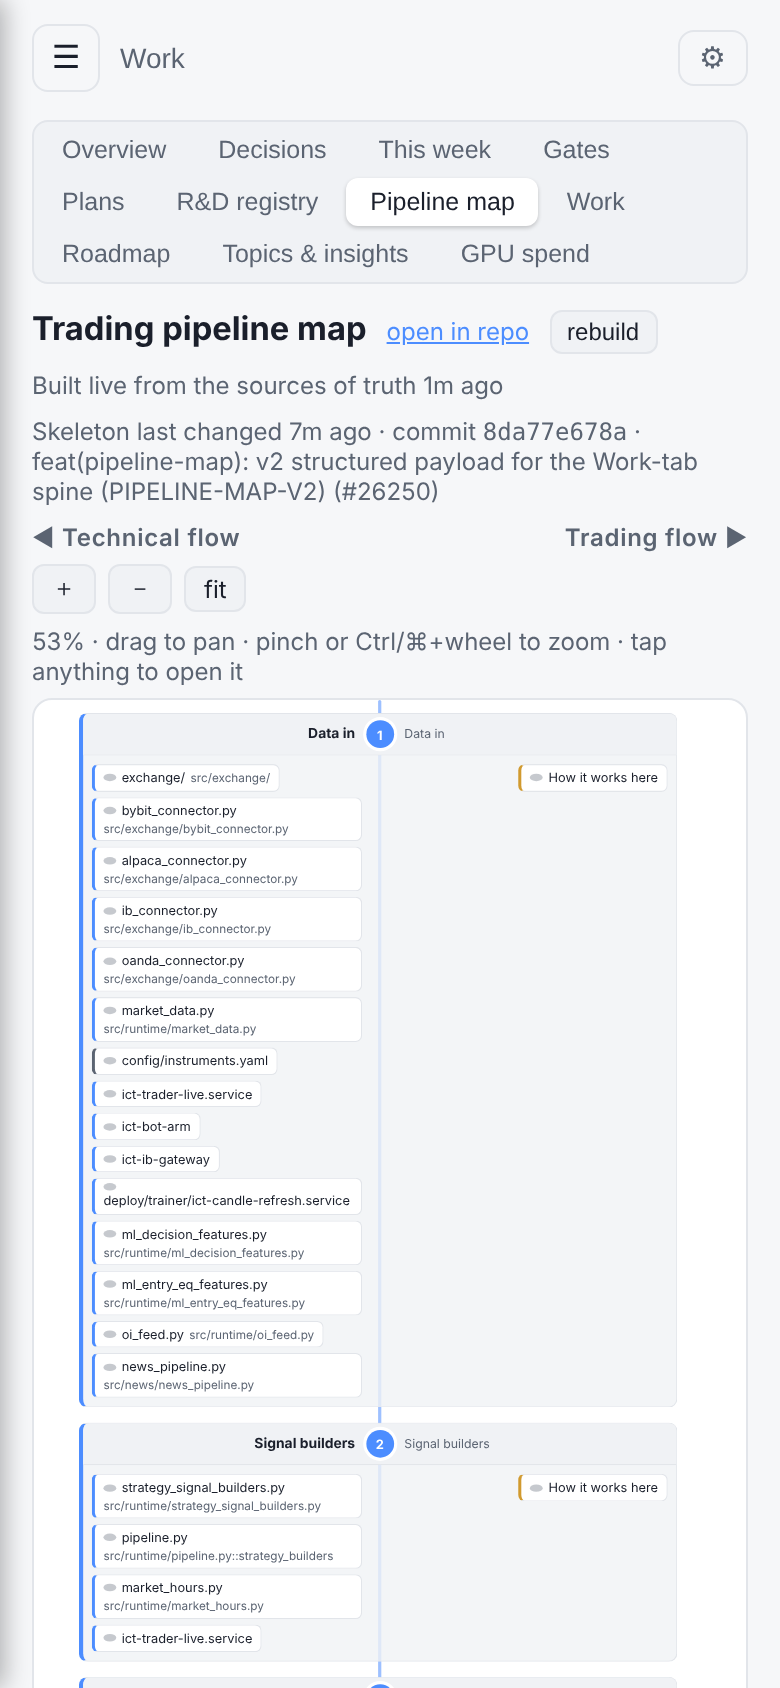 ☰ Work ⚙
Overview Decisions This week Gates
Plans R&D registry Pipeline map Work
Roadmap Topics & insights GPU spend
Trading pipeline map open in repo rebuild
Built live from the sources of truth 1m ago
Skeleton last changed 7m ago · commit 8da77e678a ·
feat(pipeline-map): v2 structured payload for the Work-tab
spine (PIPELINE-MAP-V2) (#26250)
◀ Technical flow Trading flow ▶
+ − fit
53% · drag to pan · pinch or Ctrl/⌘+wheel to zoom · tap
anything to open it
Data in 1 Data in
exchange/ src/exchange/ How it works here
bybit_connector.py
src/exchange/bybit_connector.py
alpaca_connector.py
src/exchange/alpaca_connector.py
ib_connector.py
src/exchange/ib_connector.py
oanda_connector.py
src/exchange/oanda_connector.py
market_data.py
src/runtime/market_data.py
config/instruments.yaml
ict-trader-live.service
ict-bot-arm
ict-ib-gateway
deploy/trainer/ict-candle-refresh.service
ml_decision_features.py
src/runtime/ml_decision_features.py
ml_entry_eq_features.py
src/runtime/ml_entry_eq_features.py
oi_feed.py src/runtime/oi_feed.py
news_pipeline.py
src/news/news_pipeline.py
Signal builders 2 Signal builders
strategy_signal_builders.py How it works here
src/runtime/strategy_signal_builders.py
pipeline.py
src/runtime/pipeline.py::strategy_builders
market_hours.py
src/runtime/market_hours.py
ict-trader-live.service